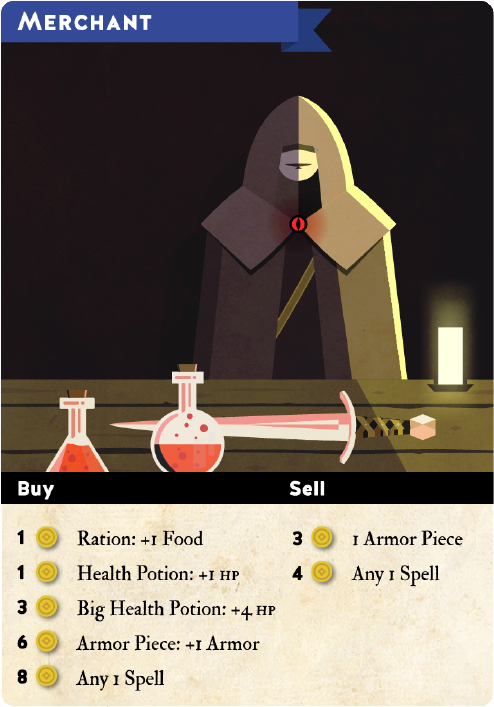 Merchant
Buy Sell
1 Ration: +1 Food
1 Health Potion: +1 HP
3 Big Health Potion: +4 HP
6 Armor Piece: +1 Armor
8 Any 1 Spell
3 1 Armor Piece
4 Any 1 Spell